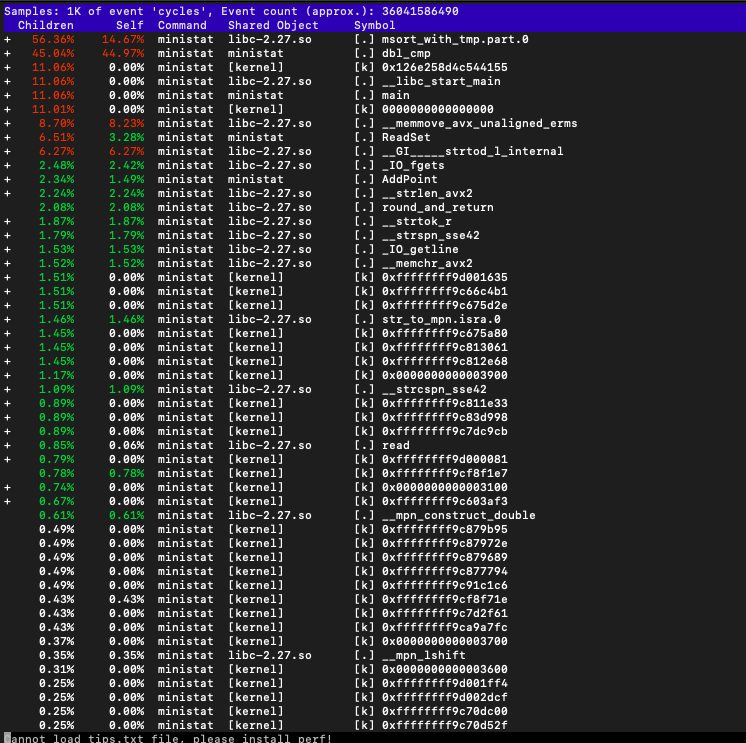 Samples: 1K of event 'cycles', Event count (approx.): 36041586490
Children Self Command Shared Object Symbol
+ 56.36% 14.67% ministat libc-2.27.so [.] msort_with_tmp.part.0
+ 45.04% 44.97% ministat ministat [.] dbl_cmp
+ 11.06% 0.00% ministat [kernel] [k] 0x126e258d4c544155
+ 11.06% 0.00% ministat libc-2.27.so [.] __libc_start_main
+ 11.06% 0.00% ministat ministat [.] main
+ 11.01% 0.00% ministat [kernel] [k] 0000000000000000
+ 8.70% 8.23% ministat libc-2.27.so [.] __memmove_avx_unaligned_erms
+ 6.51% 3.28% ministat ministat [.] ReadSet
+ 6.27% 6.27% ministat libc-2.27.so [.] __GI_____strtod_l_internal
+ 2.48% 2.42% ministat libc-2.27.so [.] _IO_fgets
+ 2.34% 1.49% ministat ministat [.] AddPoint
+ 2.24% 2.24% ministat libc-2.27.so [.] __strlen_avx2
2.08% 2.08% ministat libc-2.27.so [.] round_and_return
+ 1.87% 1.87% ministat libc-2.27.so [.] __strtok_r
+ 1.79% 1.79% ministat libc-2.27.so [.] __strspn_sse42
+ 1.53% 1.53% ministat libc-2.27.so [.] _IO_getline
+ 1.52% 1.52% ministat libc-2.27.so [.] __memchr_avx2
+ 1.51% 0.00% ministat [kernel] [k] 0xffffffff9d001635
+ 1.51% 0.00% ministat [kernel] [k] 0xffffffff9c66c4b1
+ 1.51% 0.00% ministat [kernel] [k] 0xffffffff9c675d2e
+ 1.46% 1.46% ministat libc-2.27.so [.] str_to_mpn.isra.0
+ 1.45% 0.00% ministat [kernel] [k] 0xffffffff9c675a80
+ 1.45% 0.00% ministat [kernel] [k] 0xffffffff9c813061
+ 1.45% 0.00% ministat [kernel] [k] 0xffffffff9c812e68
+ 1.17% 0.00% ministat [kernel] [k] 0x0000000000003900
+ 1.09% 1.09% ministat libc-2.27.so [.] __strcspn_sse42
+ 0.89% 0.00% ministat [kernel] [k] 0xffffffff9c811e33
+ 0.89% 0.00% ministat [kernel] [k] 0xffffffff9c83d998
+ 0.89% 0.00% ministat [kernel] [k] 0xffffffff9c7dc9cb
+ 0.85% 0.06% ministat libc-2.27.so [.] read
+ 0.79% 0.00% ministat [kernel] [k] 0xffffffff9d000081
0.78% 0.78% ministat [kernel] [k] 0xffffffff9cf8f1e7
+ 0.74% 0.00% ministat [kernel] [k] 0x0000000000003100
+ 0.67% 0.00% ministat [kernel] [k] 0xffffffff9c603af3
+ 0.61% 0.61% ministat libc-2.27.so [.] __mpn_construct_double
0.49% 0.00% ministat [kernel] [k] 0xffffffff9c879b95
0.49% 0.00% ministat [kernel] [k] 0xffffffff9c87972e
0.49% 0.00% ministat [kernel] [k] 0xffffffff9c879689
0.49% 0.00% ministat [kernel] [k] 0xffffffff9c877794
0.49% 0.00% ministat [kernel] [k] 0xffffffff9c91c1c6
0.43% 0.43% ministat [kernel] [k] 0xffffffff9cf8f71e
0.43% 0.00% ministat [kernel] [k] 0xffffffff9c7d2f61
0.43% 0.00% ministat [kernel] [k] 0xffffffff9ca9a7fc
0.37% 0.00% ministat [kernel] [k] 0x0000000000003700
0.35% 0.35% ministat libc-2.27.so [.] __mpn_lshift
0.31% 0.00% ministat [kernel] [k] 0x0000000000003600
0.25% 0.00% ministat [kernel] [k] 0xffffffff9d001ff4
0.25% 0.00% ministat [kernel] [k] 0xffffffff9d002dcf
0.25% 0.00% ministat [kernel] [k] 0xffffffff9c70dc00
0.25% 0.00% ministat [kernel] [k] 0xffffffff9c70d52f
Cannot load tips.txt file, please install perf!